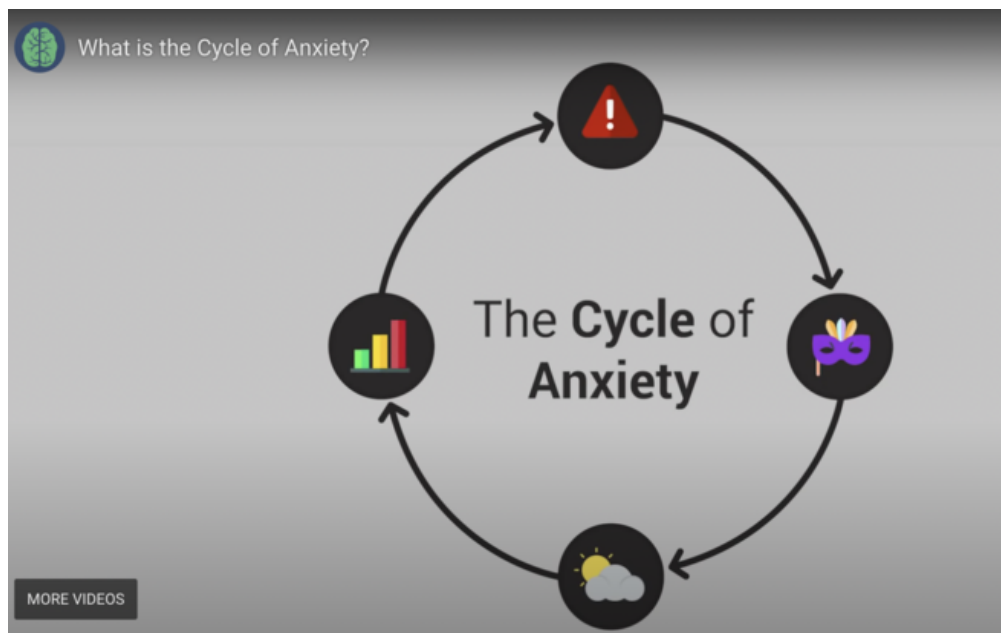 What is the Cycle of Anxiety?
The Cycle of
Anxiety
MORE VIDEOS